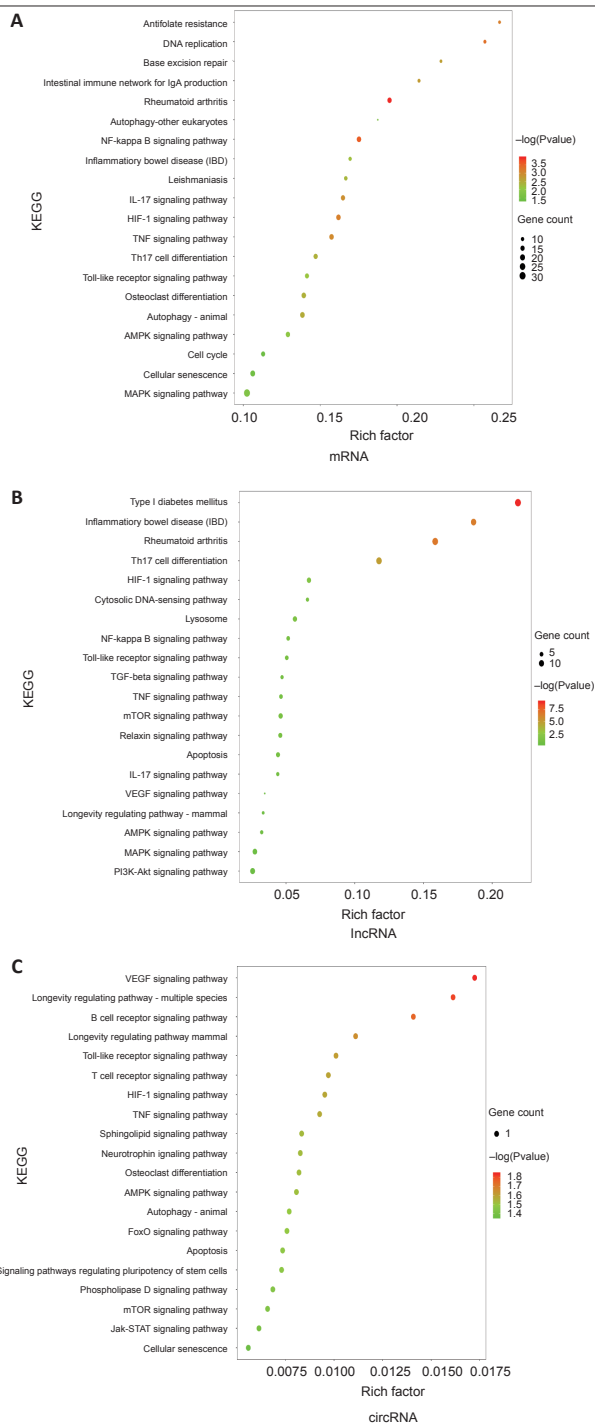 A
Antifolate resistance
DNA replication
Base excision repair
Intestinal immune network for IgA production
Rheumatoid arthritis
Autophagy-other eukaryotes
NF-kappa B signaling pathway
Inflammatory bowel disease (IBD)
Leishmaniasis
IL-17 signaling pathway
HIF-1 signaling pathway
TNF signaling pathway
Th17 cell differentiation
Toll-like receptor signaling pathway
Osteoclast differentiation
Autophagy - animal
AMPK signaling pathway
Cell cycle
Cellular senescence
MAPK signaling pathway
KEGG
0.10 0.15 0.20 0.25
Rich factor
mRNA
−log(Pvalue)
3.5
3.0
2.5
2.0
1.5
Gene count
10
15
20
25
30
B
Type I diabetes mellitus
Inflammatory bowel disease (IBD)
Rheumatoid arthritis
Th17 cell differentiation
HIF-1 signaling pathway
Cytosolic DNA-sensing pathway
Lysosome
NF-kappa B signaling pathway
Toll-like receptor signaling pathway
TGF-beta signaling pathway
TNF signaling pathway
mTOR signaling pathway
Relaxin signaling pathway
Apoptosis
IL-17 signaling pathway
VEGF signaling pathway
Longevity regulating pathway - mammal
AMPK signaling pathway
MAPK signaling pathway
PI3K-Akt signaling pathway
KEGG
0.05 0.10 0.15 0.20
Rich factor
lncRNA
Gene count
5
10
−log(Pvalue)
7.5
5.0
2.5
C
VEGF signaling pathway
Longevity regulating pathway - multiple species
B cell receptor signaling pathway
Longevity regulating pathway mammal
Toll-like receptor signaling pathway
T cell receptor signaling pathway
HIF-1 signaling pathway
TNF signaling pathway
Sphingolipid signaling pathway
Neurotrophin ignaling pathway
Osteoclast differentiation
AMPK signaling pathway
Autophagy - animal
FoxO signaling pathway
Apoptosis
Signaling pathways regulating pluripotency of stem cells
Phospholipase D signaling pathway
mTOR signaling pathway
Jak-STAT signaling pathway
Cellular senescence
KEGG
0.0075 0.0100 0.0125 0.0150 0.0175
Rich factor
circRNA
Gene count
1
−log(Pvalue)
1.8
1.7
1.6
1.5
1.4